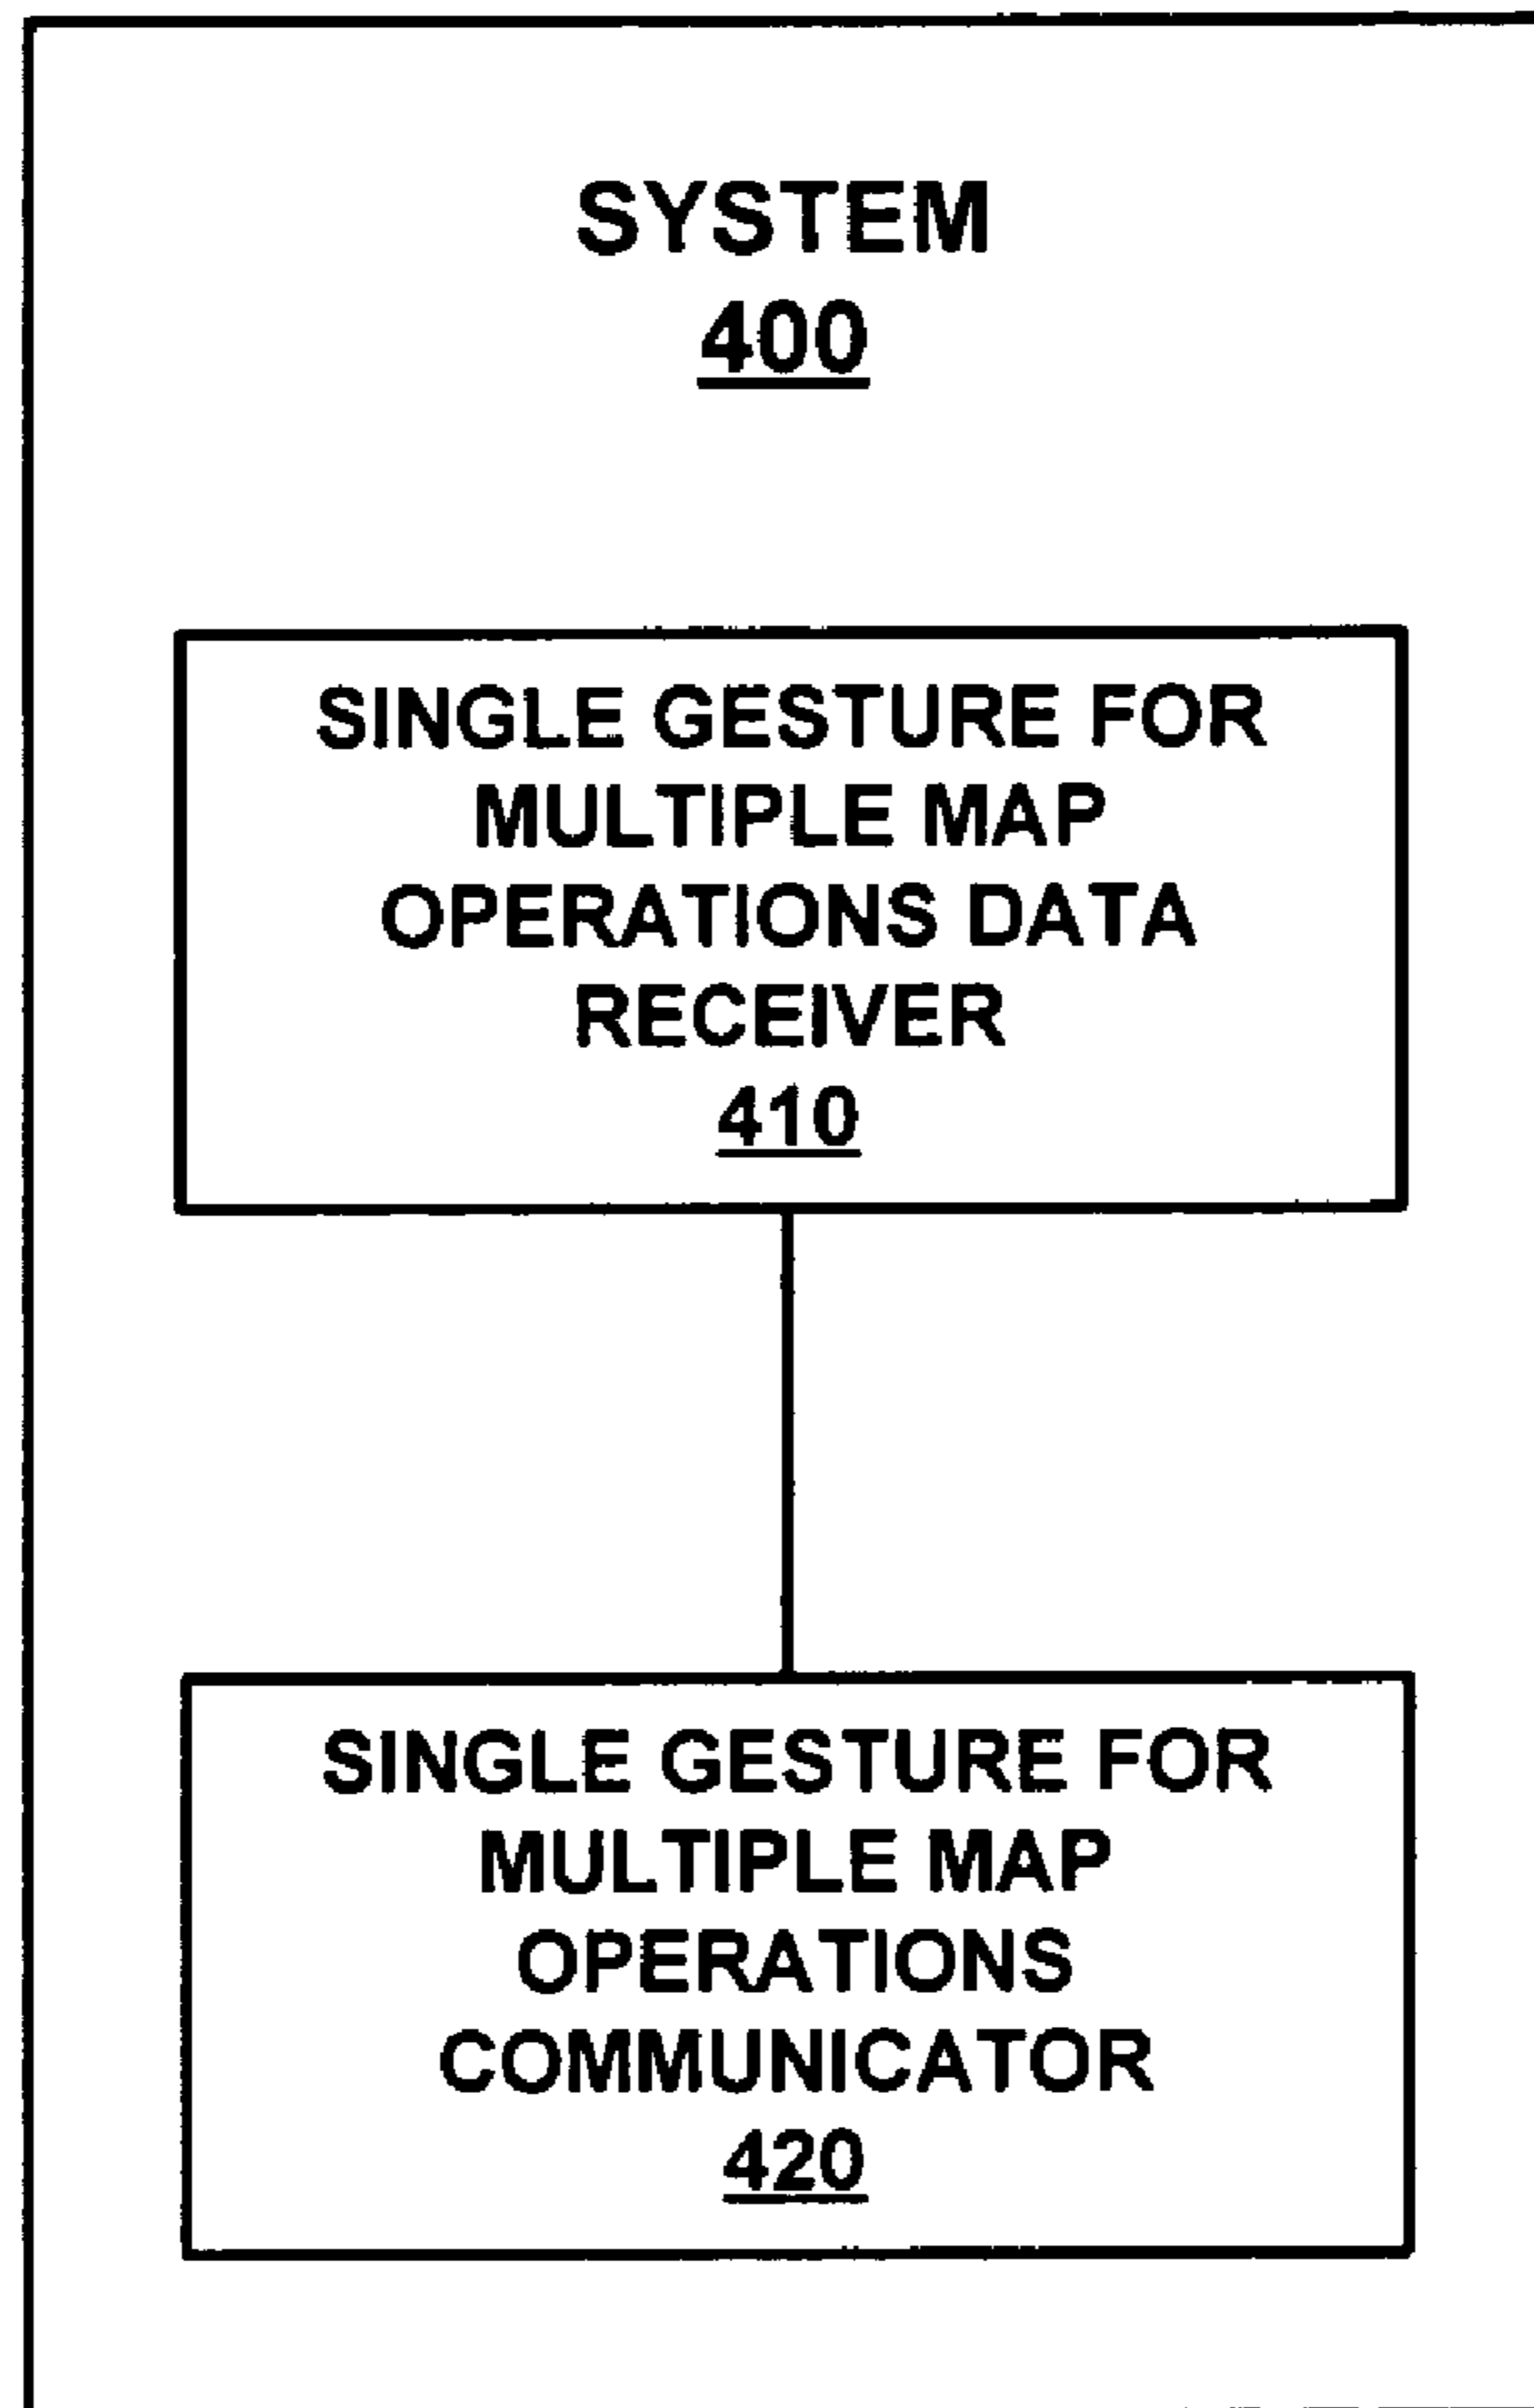 SYSTEM
400
SINGLE GESTURE FOR
MULTIPLE MAP
OPERATIONS DATA
RECEIVER
410
SINGLE GESTURE FOR
MULTIPLE MAP
OPERATIONS
COMMUNICATOR
420